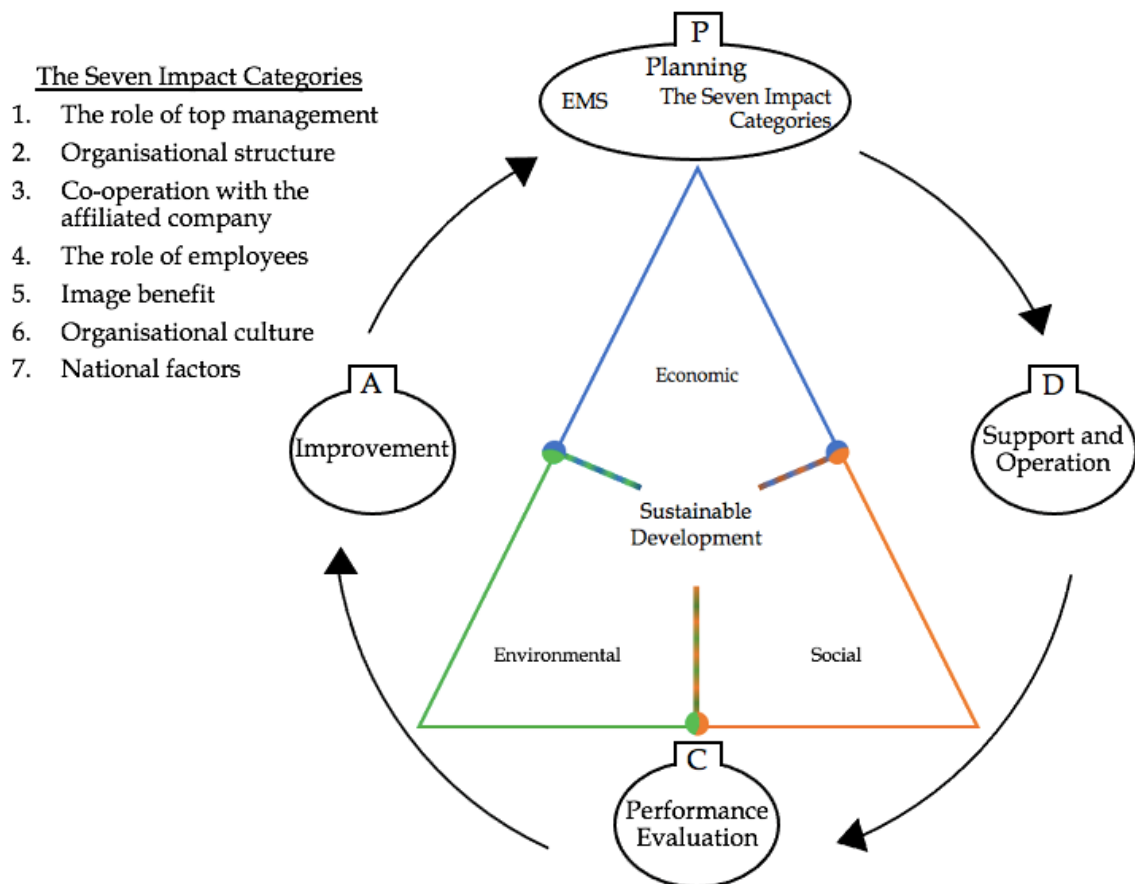 The Seven Impact Categories
1. The role of top management
2. Organisational structure
3. Co-operation with the
affiliated company
4. The role of employees
5. Image benefit
6. Organisational culture
7. National factors
P
Planning
EMS
The Seven Impact
Categories
A
Improvement
Economic
D
Support and
Operation
Sustainable
Development
Environmental
Social
C
Performance
Evaluation